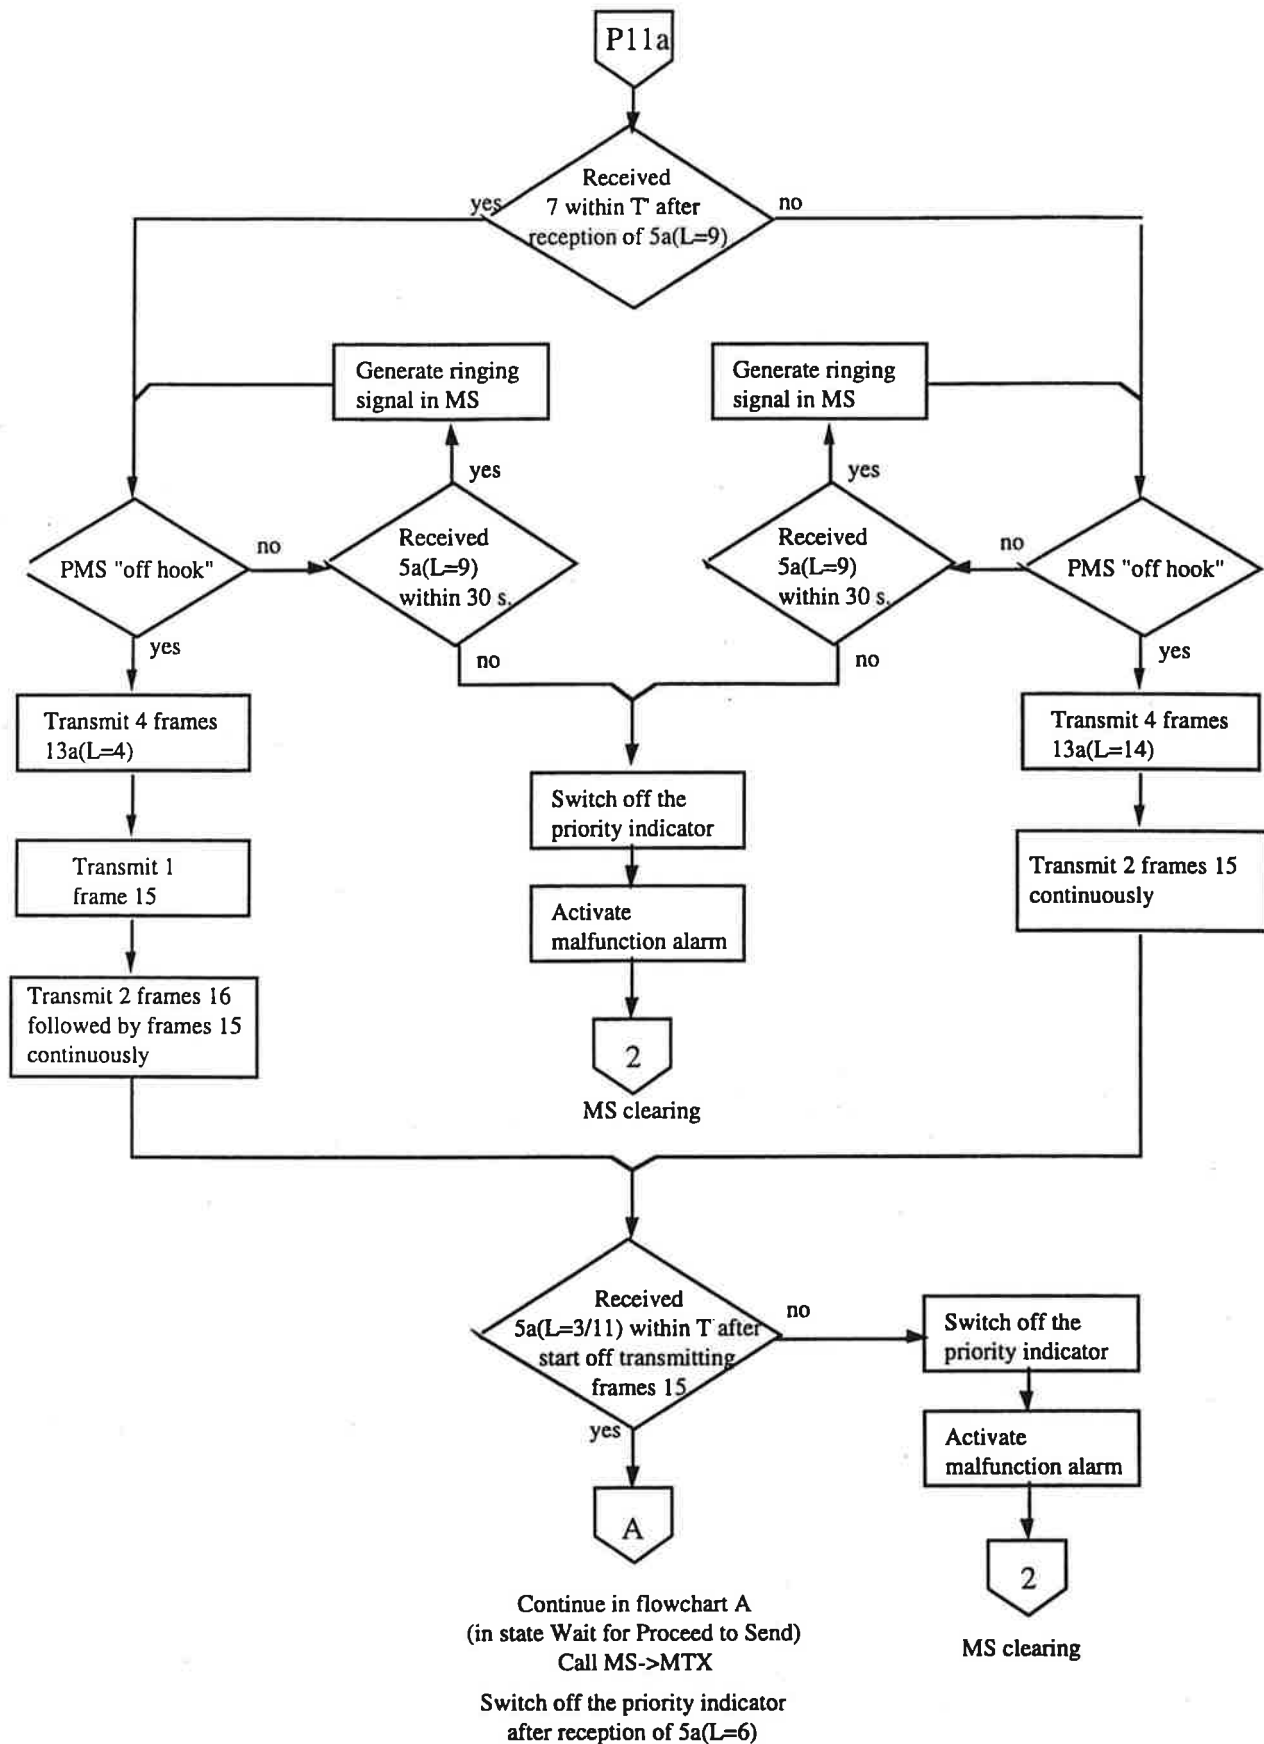 P11a
Received
7 within T' after
reception of 5a(L=9)
yes
no
Generate ringing
signal in MS
Generate ringing
signal in MS
yes
yes
PMS "off hook"
no
Received
5a(L=9)
within 30 s.
Received
5a(L=9)
within 30 s.
no
PMS "off hook"
yes
no
no
yes
Transmit 4 frames
13a(L=4)
Transmit 4 frames
13a(L=14)
Switch off the
priority indicator
Transmit 1
frame 15
Transmit 2 frames 15
continuously
Activate
malfunction alarm
Transmit 2 frames 16
followed by frames 15
continuously
2
MS clearing
Received
5a(L=3/11) within T after
start off transmitting
frames 15
no
yes
Switch off the
priority indicator
Activate
malfunction alarm
A
2
MS clearing
Continue in flowchart A
(in state Wait for Proceed to Send)
Call MS->MTX
Switch off the priority indicator
after reception of 5a(L=6)